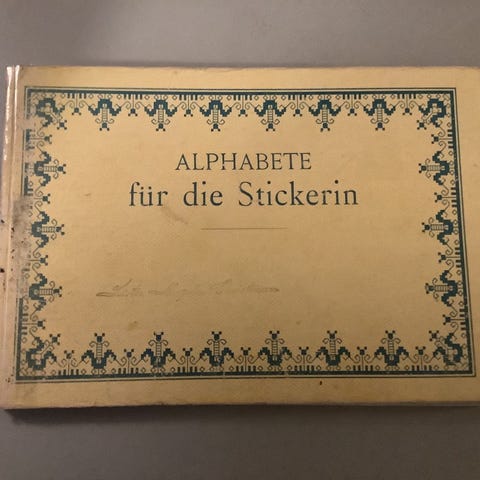 ALPHABETE
für die Stickerin